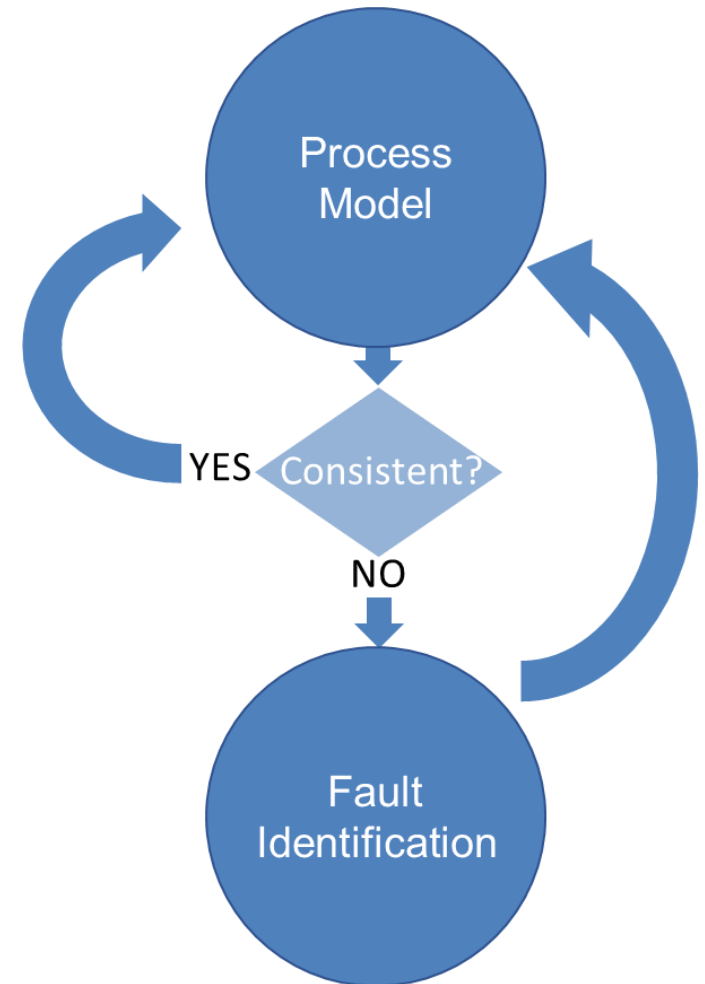 Process
Model
YES
Consistent?
NO
Fault
Identification